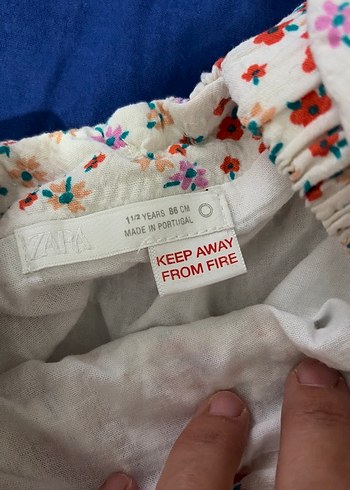 ZARA
1 1/2 YEARS 86 CM
MADE IN PORTUGAL
KEEP AWAY
FROM FIRE